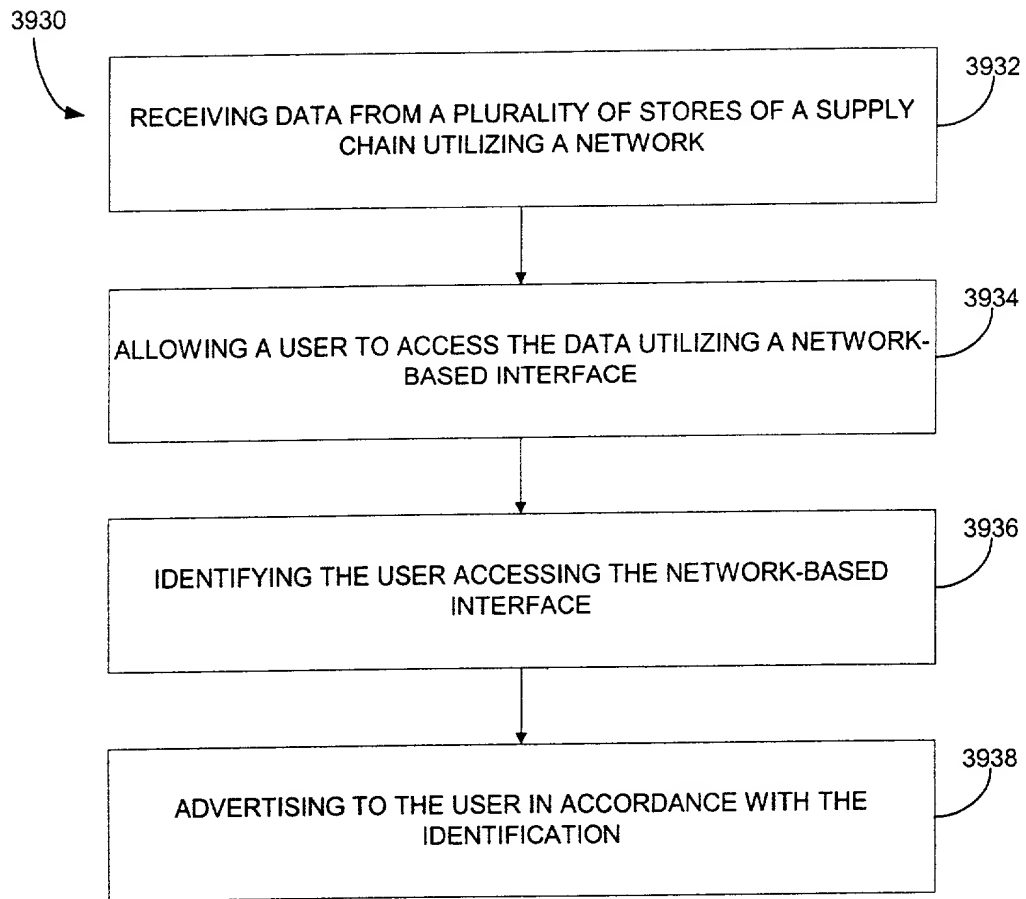 3930
3932
RECEIVING DATA FROM A PLURALITY OF STORES OF A SUPPLY
CHAIN UTILIZING A NETWORK
3934
ALLOWING A USER TO ACCESS THE DATA UTILIZING A NETWORK-
BASED INTERFACE
3936
IDENTIFYING THE USER ACCESSING THE NETWORK-BASED
INTERFACE
3938
ADVERTISING TO THE USER IN ACCORDANCE WITH THE
IDENTIFICATION